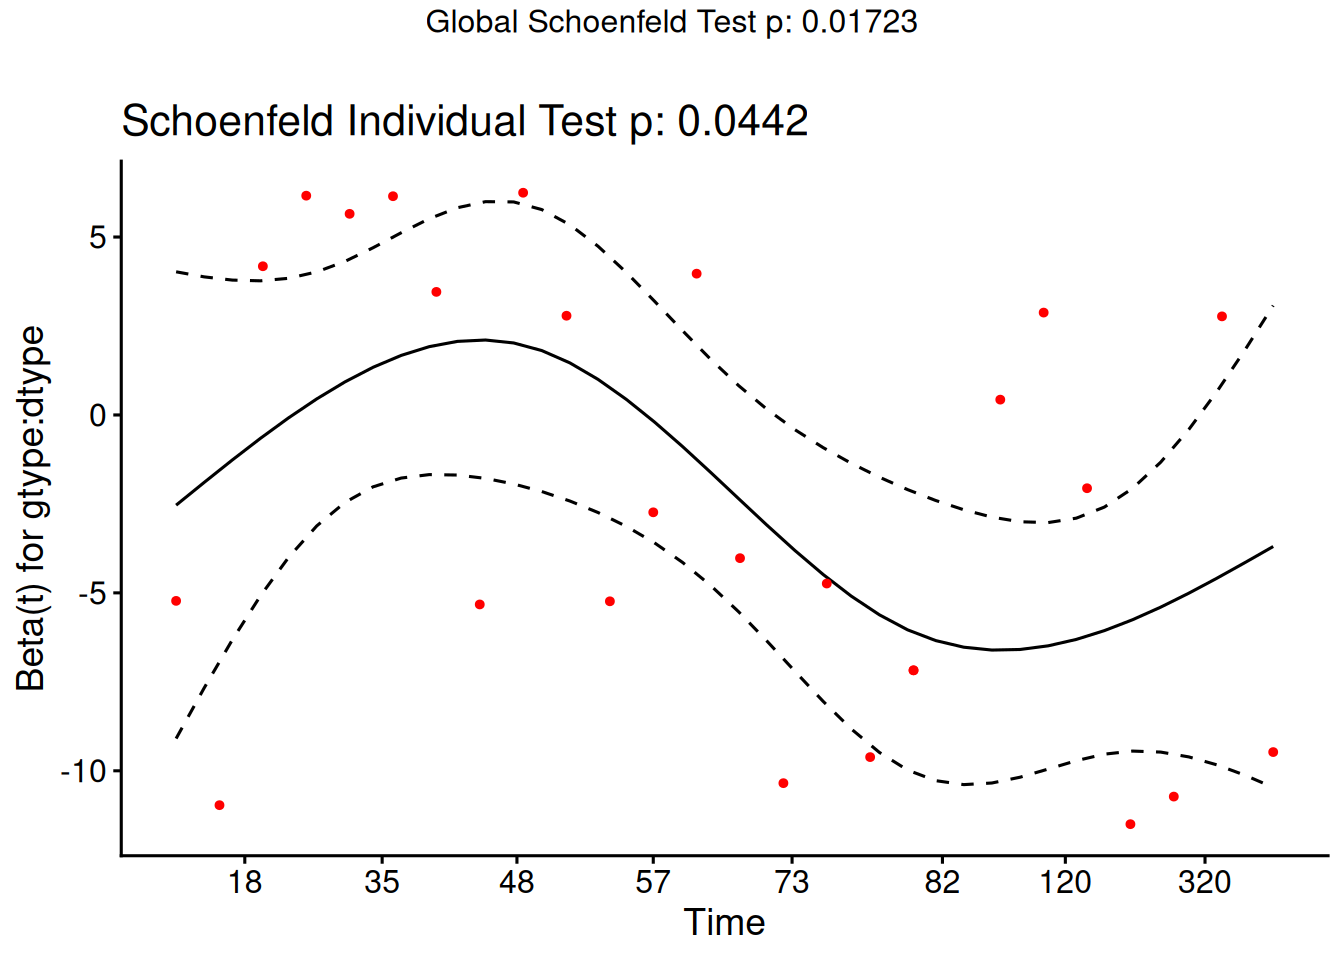 Global Schoenfeld Test p: 0.01723
Schoenfeld Individual Test p: 0.0442
Beta(t) for gtype:dtype
5
0
-5
-10
18 35 48 57 73 82 120 320
Time